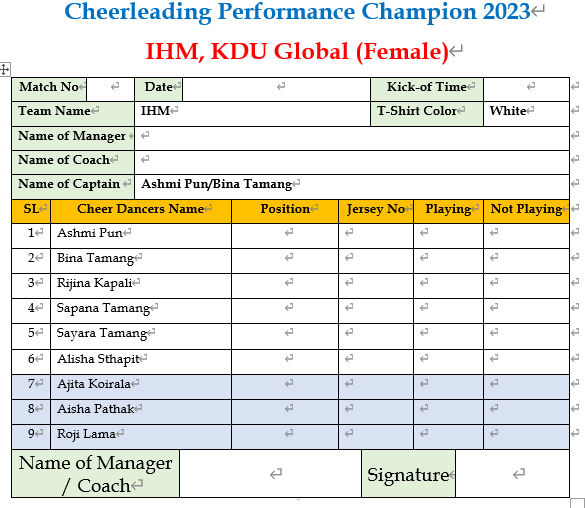 Cheerleading Performance Champion 2023
IHM, KDU Global (Female)
Match No Date Kick-of Time
Team Name IHM T-Shirt Color White
Name of Manager
Name of Coach
Name of Captain Ashmi Pun/Bina Tamang
SL Cheer Dancers Name Position Jersey No Playing Not Playing
1 Ashmi Pun
2 Bina Tamang
3 Rijina Kapali
4 Sapana Tamang
5 Sayara Tamang
6 Alisha Sthapit
7 Ajita Koirala
8 Aisha Pathak
9 Roji Lama
Name of Manager
/ Coach Signature